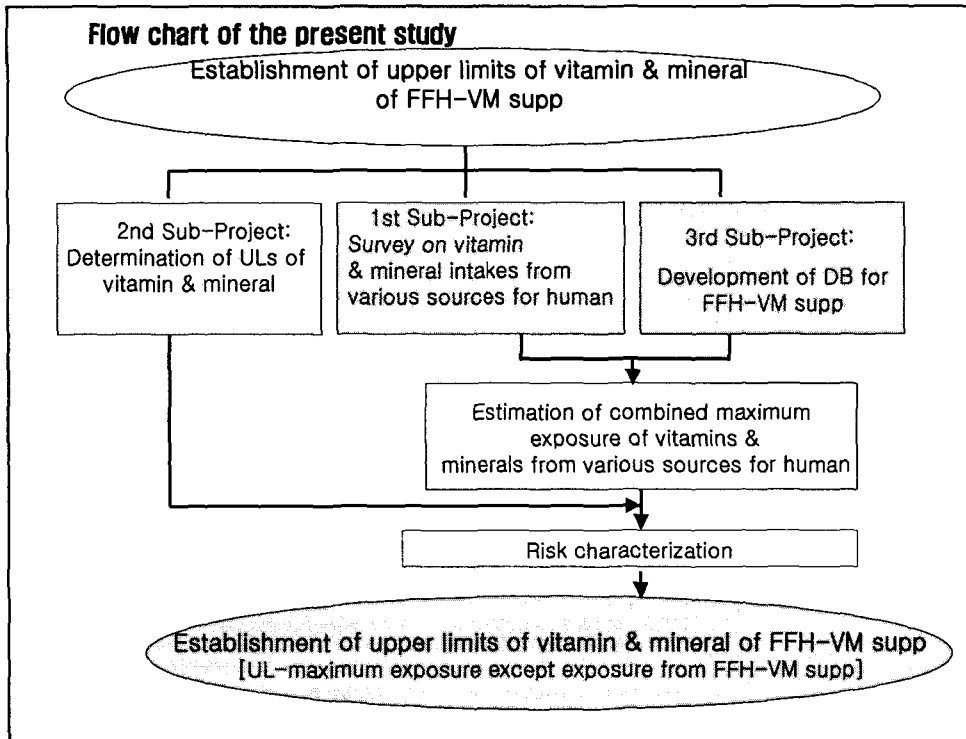 Flow chart of the present study
Establishment of upper limits of vitamin & mineral
of FFH-VM supp
2nd Sub-Project:
Determination of ULs of
vitamin & mineral
1st Sub-Project:
Survey on vitamin
& mineral intakes from
various sources for human
3rd Sub-Project:
Development of DB for
FFH-VM supp
Estimation of combined maximum
exposure of vitamins &
minerals from various sources for human
Risk characterization
Establishment of upper limits of vitamin & mineral of FFH-VM supp
[UL-maximum exposure except exposure from FFH-VM supp]